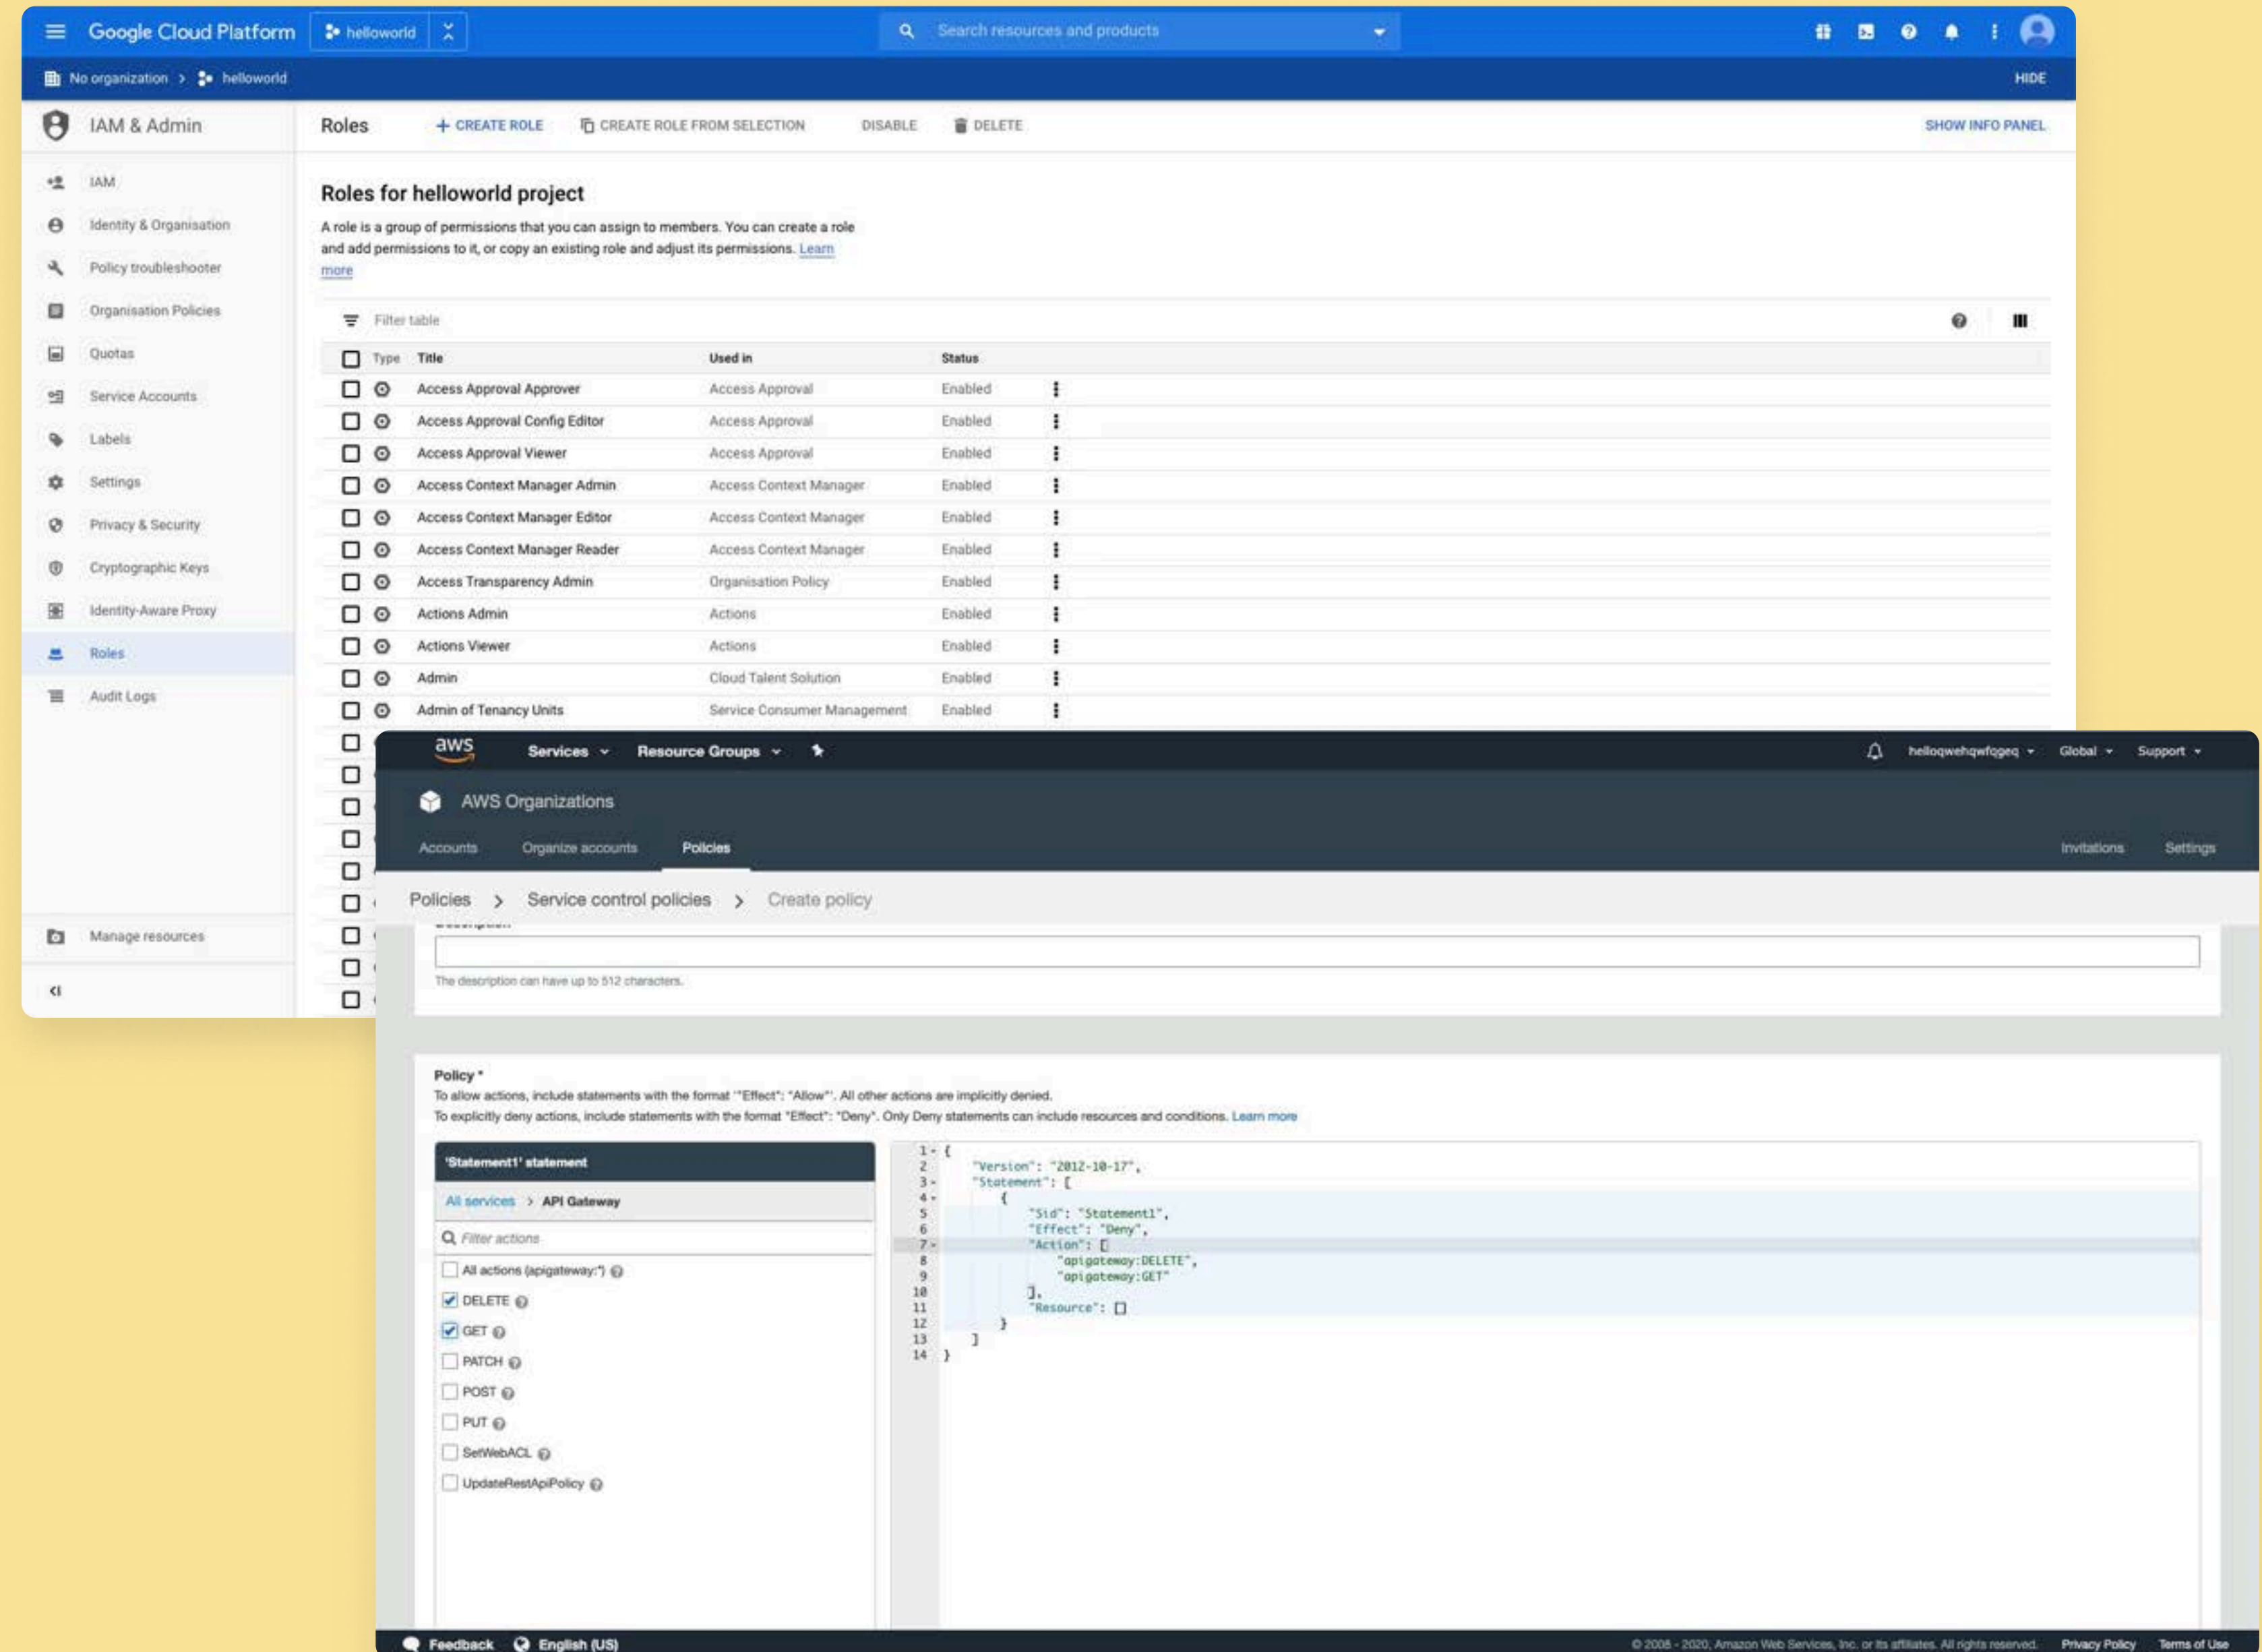 Google Cloud Platform
helloworld
Search resources and products
No organization > helloworld
HIDE
IAM & Admin
Roles
+ CREATE ROLE
CREATE ROLE FROM SELECTION
DISABLE
DELETE
SHOW INFO PANEL
IAM
Identity & Organisation
Policy troubleshooter
Organisation Policies
Quotas
Service Accounts
Labels
Settings
Privacy & Security
Cryptographic Keys
Identity-Aware Proxy
Roles
Audit Logs
Manage resources
Roles for helloworld project
A role is a group of permissions that you can assign to members. You can create a role
and add permissions to it, or copy an existing role and adjust its permissions. Learn
more
Filter table
Type Title Used in Status
Access Approval Approver Access Approval Enabled
Access Approval Config Editor Access Approval Enabled
Access Approval Viewer Access Approval Enabled
Access Context Manager Admin Access Context Manager Enabled
Access Context Manager Editor Access Context Manager Enabled
Access Context Manager Reader Access Context Manager Enabled
Access Transparency Admin Organisation Policy Enabled
Actions Admin Actions Enabled
Actions Viewer Actions Enabled
Admin Cloud Talent Solution Enabled
Admin of Tenancy Units Service Consumer Management Enabled
aws
Services
Resource Groups
helloqwehqwfqgeq
Global
Support
AWS Organizations
Accounts
Organize accounts
Policies
Invitations
Settings
Policies > Service control policies > Create policy
Description
The description can have up to 512 characters.
Policy *
To allow actions, include statements with the format '"Effect": "Allow"'. All other actions are implicitly denied.
To explicitly deny actions, include statements with the format "Effect": "Deny". Only Deny statements can include resources and conditions. Learn more
'Statement1' statement
All services > API Gateway
Filter actions
All actions (apigateway:*)
DELETE
GET
PATCH
POST
PUT
SetWebACL
UpdateRestApiPolicy
1 {
2 "Version": "2012-10-17",
3 "Statement": [
4 {
5 "Sid": "Statement1",
6 "Effect": "Deny",
7 "Action": [
8 "apigateway:DELETE",
9 "apigateway:GET"
10 ],
11 "Resource": []
12 }
13 ]
14 }
Feedback
English (US)
© 2008 - 2020, Amazon Web Services, Inc. or its affiliates. All rights reserved.
Privacy Policy
Terms of Use